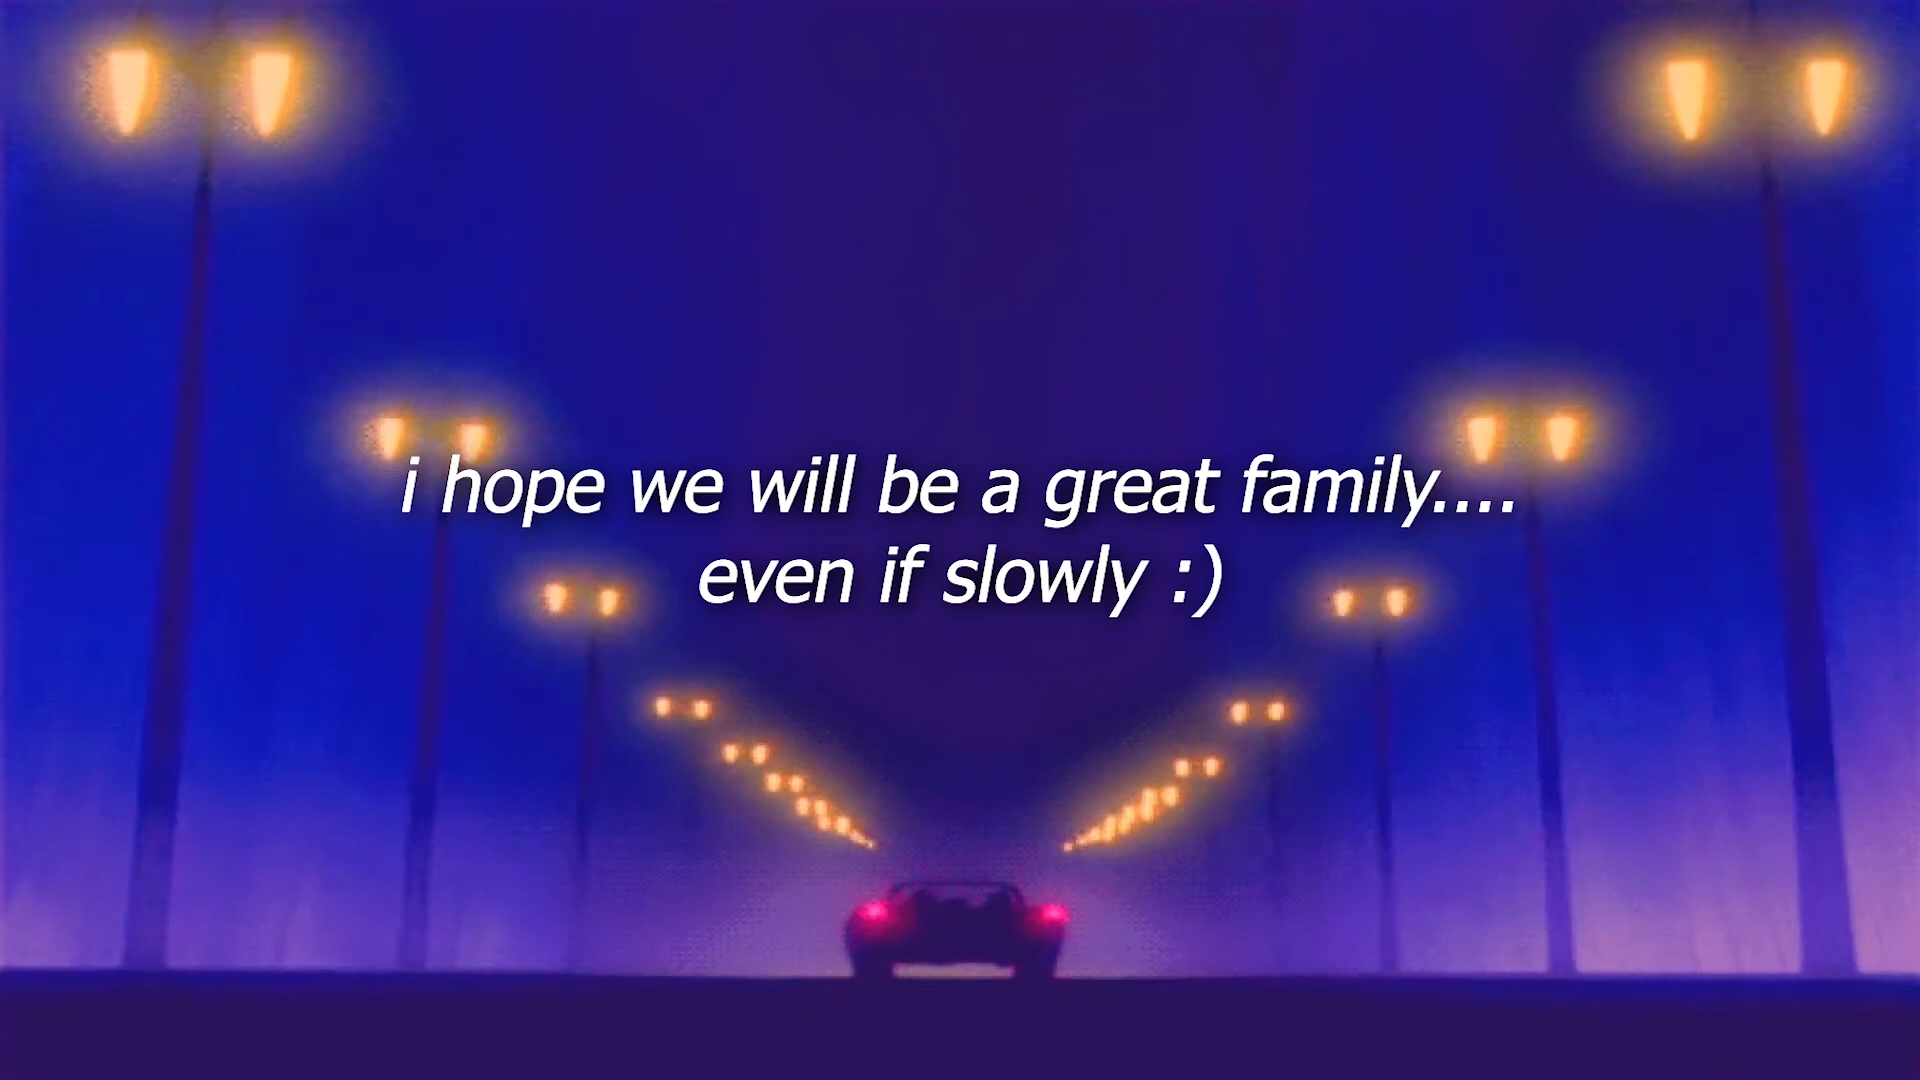 i hope we will be a great family....
even if slowly :)